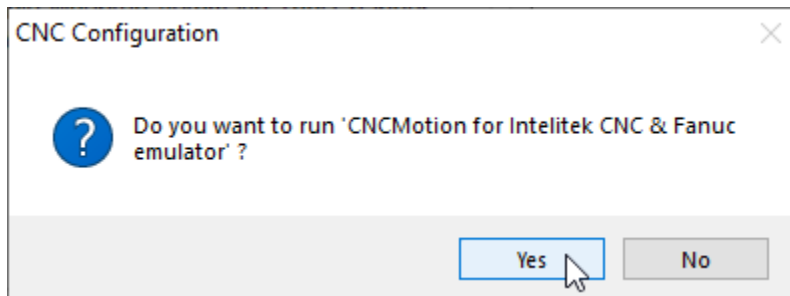 CNC Configuration
Do you want to run 'CNCMotion for Intelitek CNC & Fanuc
emulator' ?
Yes
No